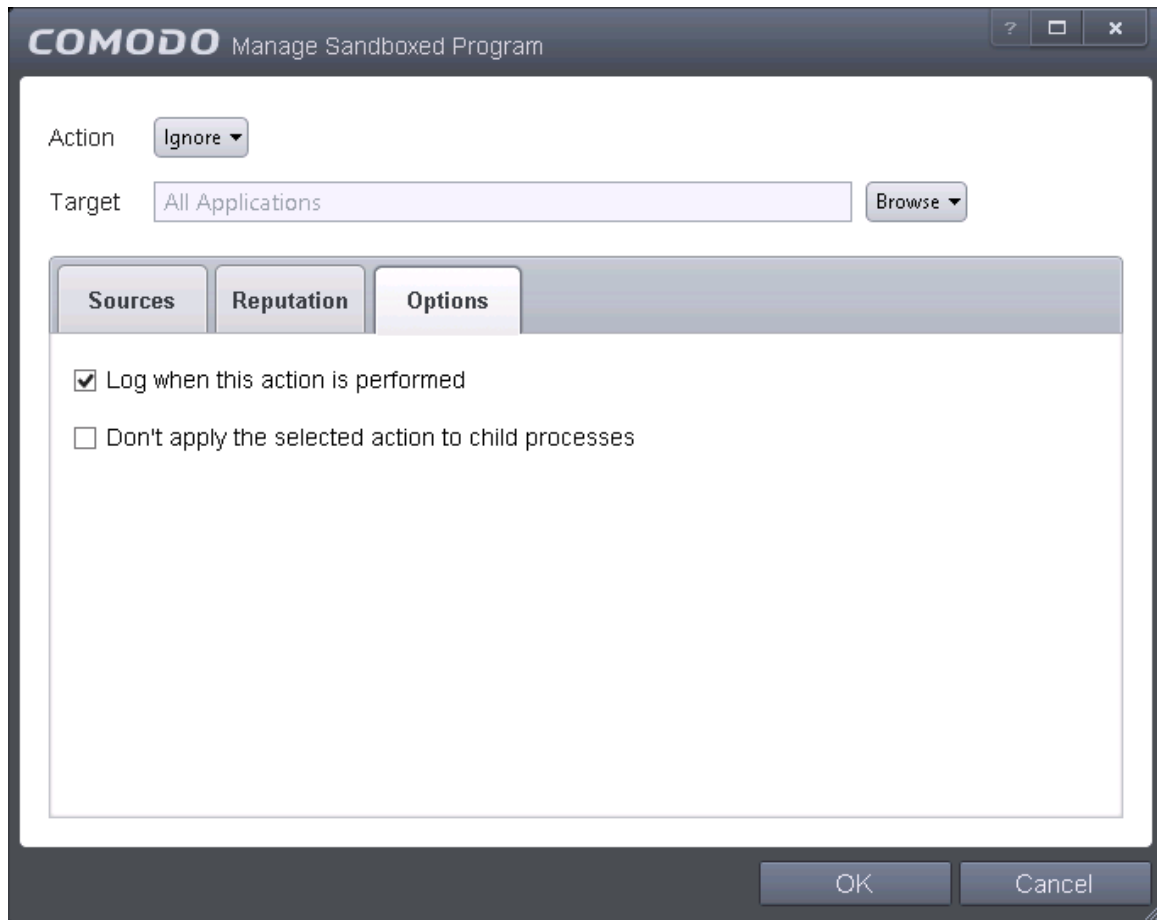 COMODO Manage Sandboxed Program ?
Action Ignore
Target All Applications Browse
Sources Reputation Options
Log when this action is performed
Don't apply the selected action to child processes
OK Cancel